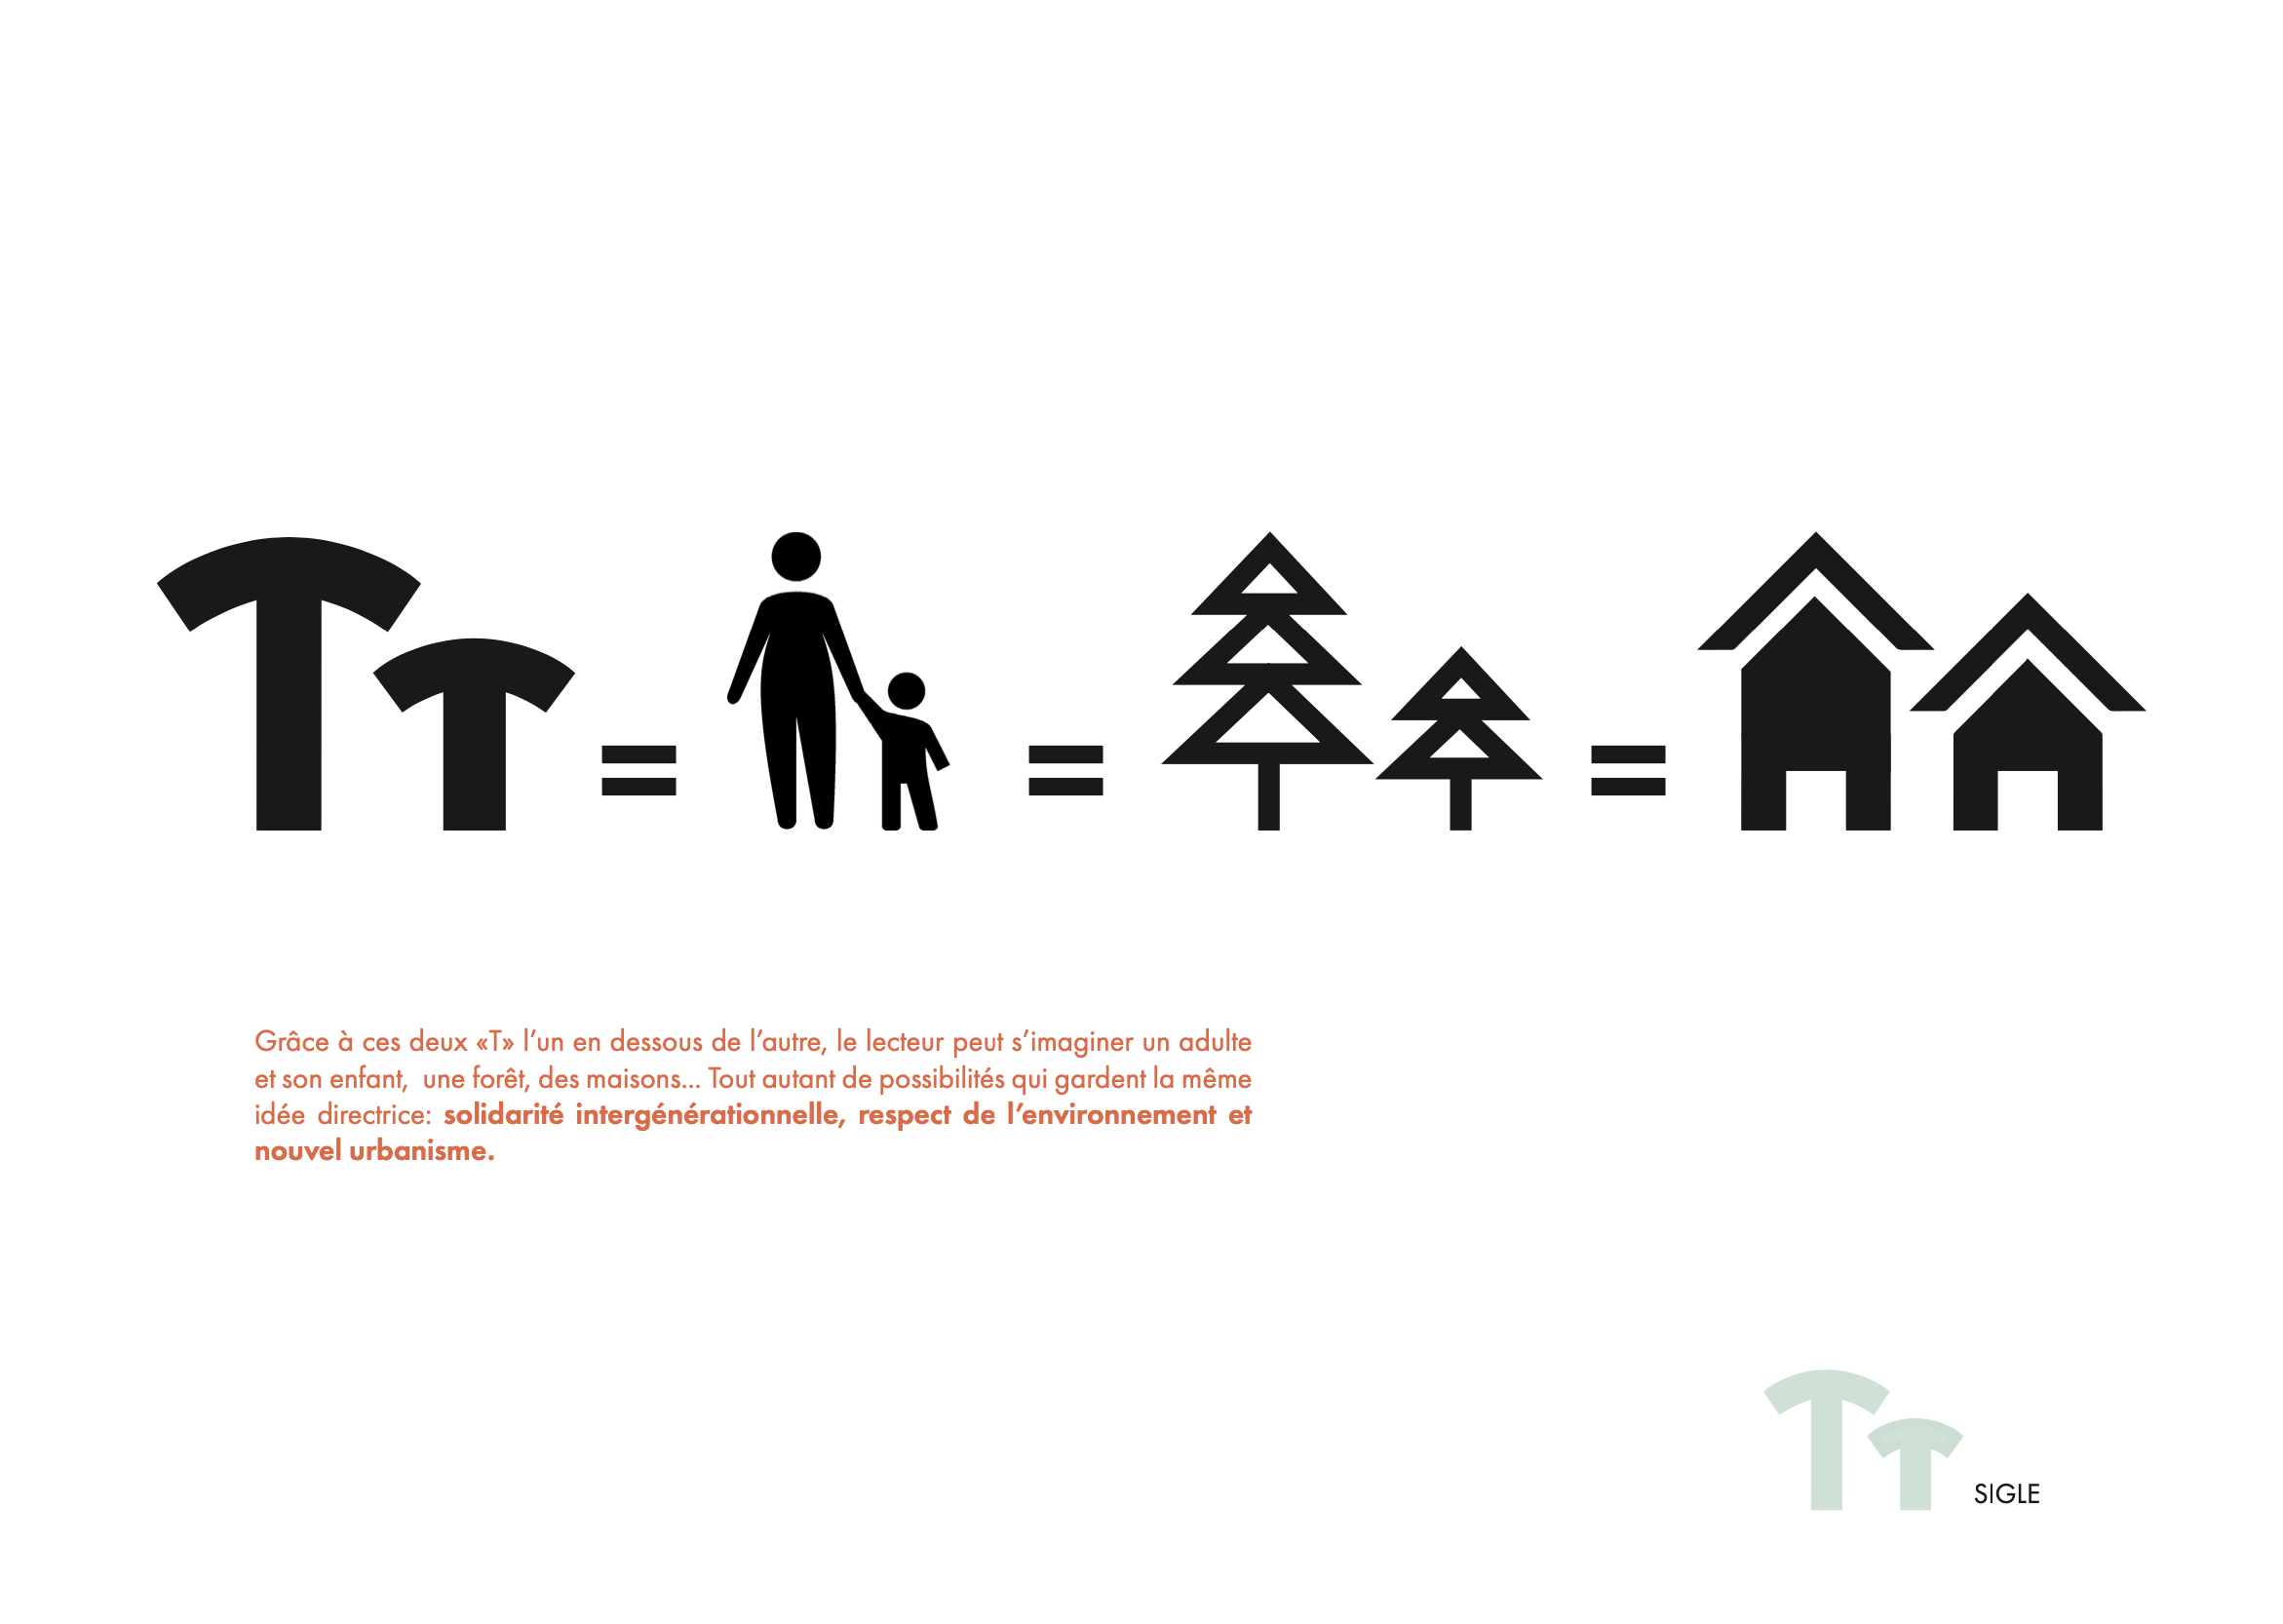 Tт = = =
Grâce à ces deux «T» l’un en dessous de l’autre, le lecteur peut s’imaginer un adulte
et son enfant,  une forêt, des maisons... Tout autant de possibilités qui gardent la même
idée directrice: solidarité intergénérationnelle, respect de l’environnement et
nouvel urbanisme.
TT SIGLE